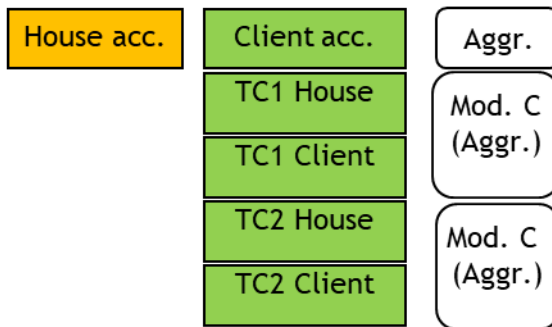 House acc.
Client acc.
Aggr.
TC1 House
Mod. C
(Aggr.)
TC1 Client
TC2 House
Mod. C
(Aggr.)
TC2 Client